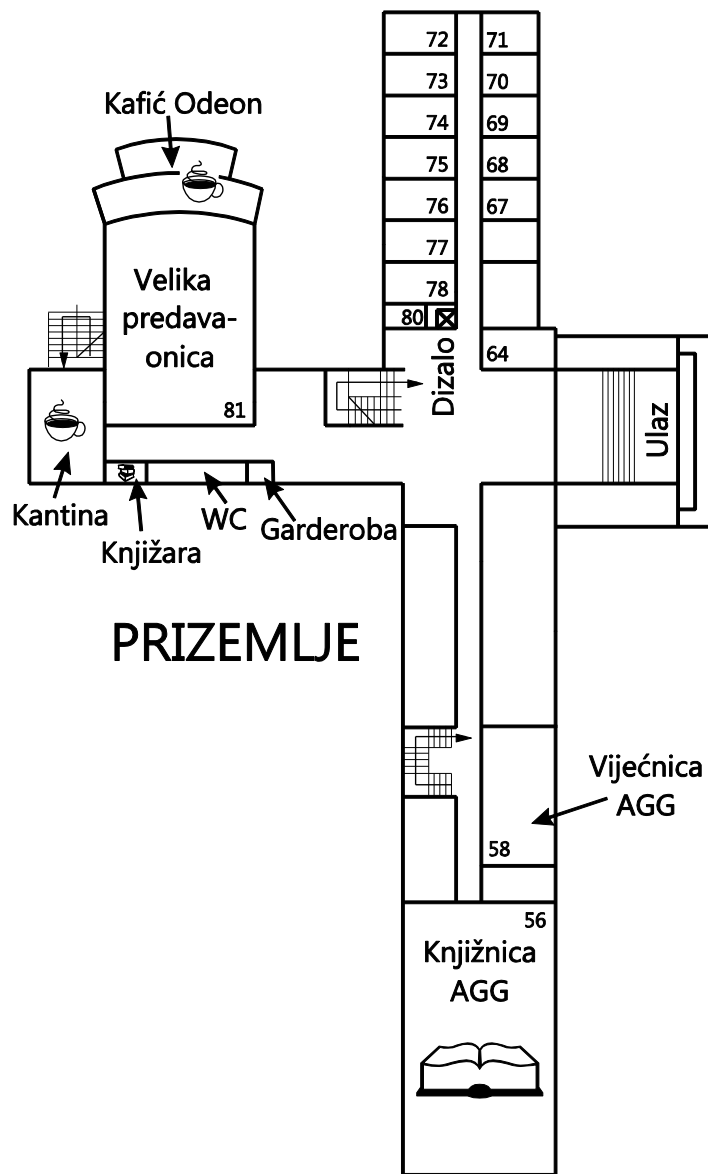 72
71
73
70
Kafić Odeon
74
69
75
68
76
67
77
Velika
predava-
onica
78
80
64
Dizalo
81
Ulaz
Kantina
WC
Garderoba
Knjižara
PRIZEMLJE
Vijećnica
AGG
58
56
Knjižnica
AGG